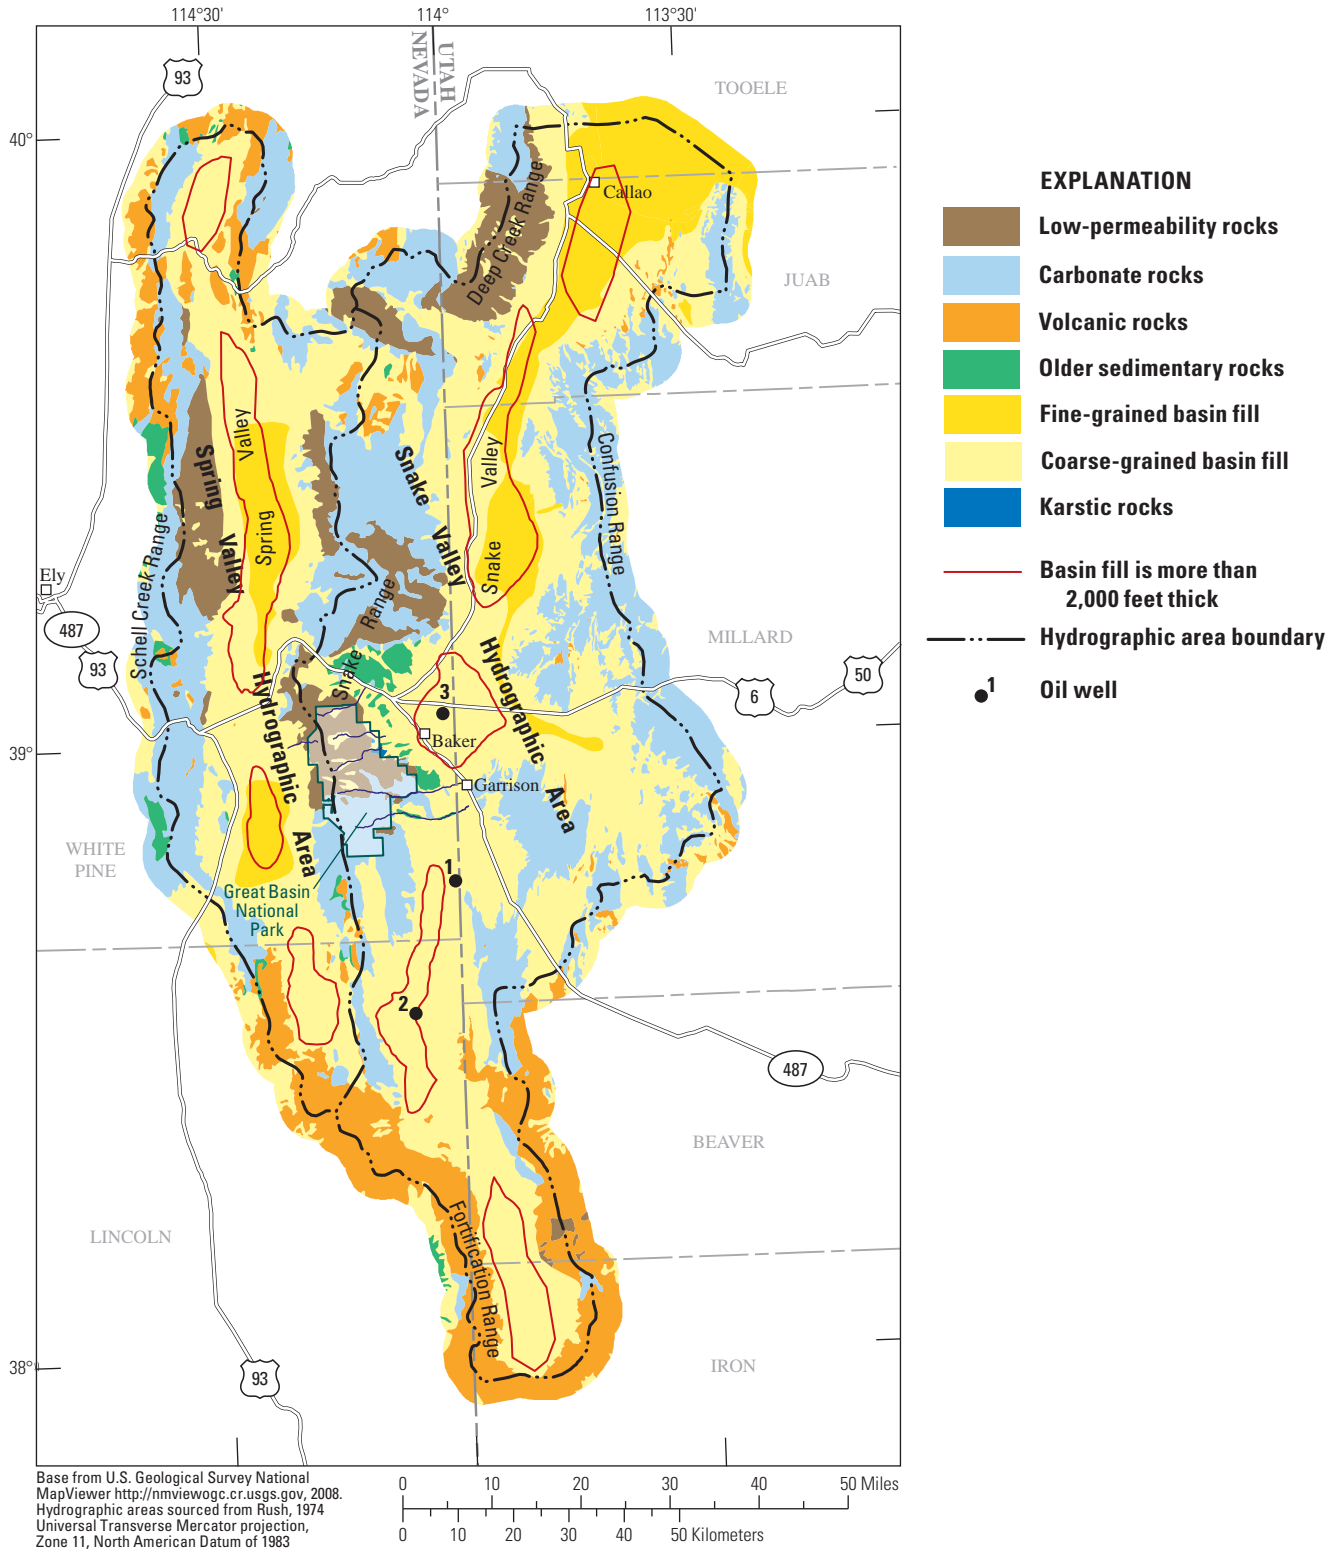 114°30'
114°
113°30'
93
UTAH
NEVADA
TOOELE
40°
Callao
Deep Creek Range
JUAB
EXPLANATION
Low-permeability rocks
Carbonate rocks
Volcanic rocks
Older sedimentary rocks
Fine-grained basin fill
Coarse-grained basin fill
Karstic rocks
Basin fill is more than
2,000 feet thick
Hydrographic area boundary
1
Oil well
Valley
Spring
Spring
Valley
Snake
Valley
Valley
Snake
Confusion Range
Schell Creek Range
Ely
487
93
Snake Range
MILLARD
50
6
Hydrographic
Area
Hydrographic
Area
3
Baker
39°
Garrison
WHITE
PINE
1
Great Basin
National
Park
2
487
BEAVER
LINCOLN
Fortification Range
38°
93
IRON
Base from U.S. Geological Survey National
MapViewer http://nmviewogc.cr.usgs.gov, 2008.
Hydrographic areas sourced from Rush, 1974
Universal Transverse Mercator projection,
Zone 11, North American Datum of 1983
0 10 20 30 40 50 Miles
0 10 20 30 40 50 Kilometers